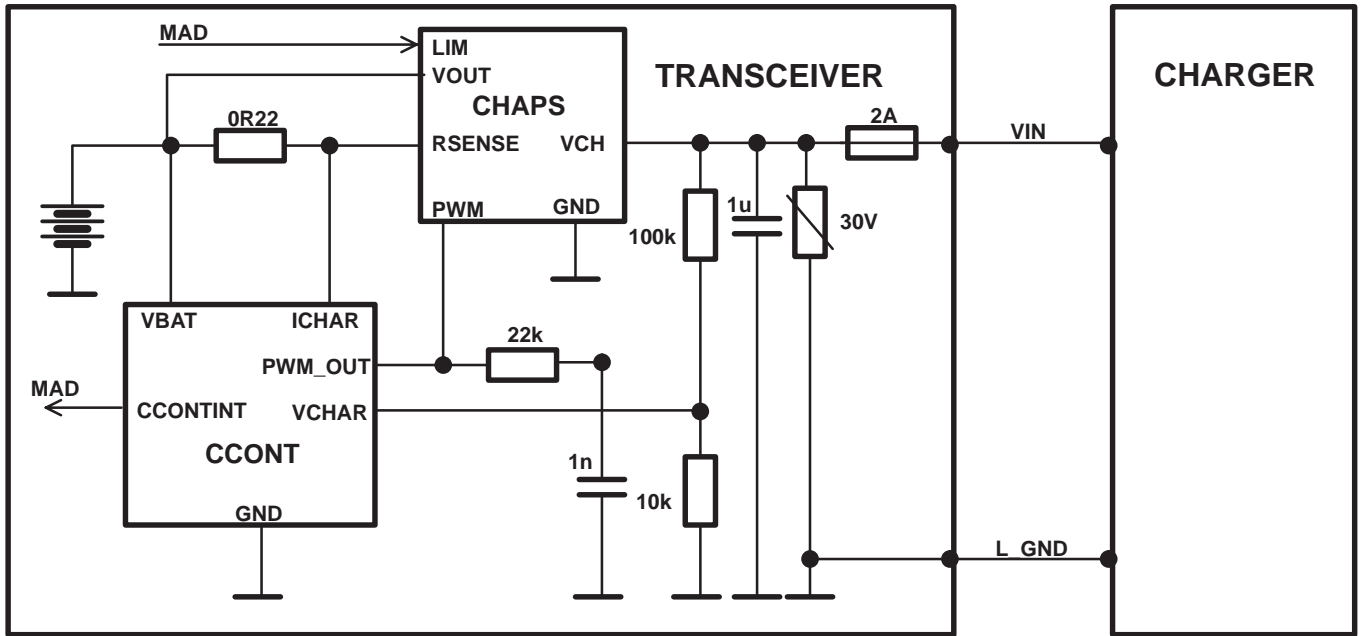 MAD
LIM
VOUT
TRANSCEIVER
CHARGER
CHAPS
0R22
2A
VIN
RSENSE
VCH
PWM
GND
1u
30V
100k
VBAT
ICHAR
22k
PWM_OUT
MAD
CCONTINT
VCHAR
CCONT
1n
10k
GND
L_GND